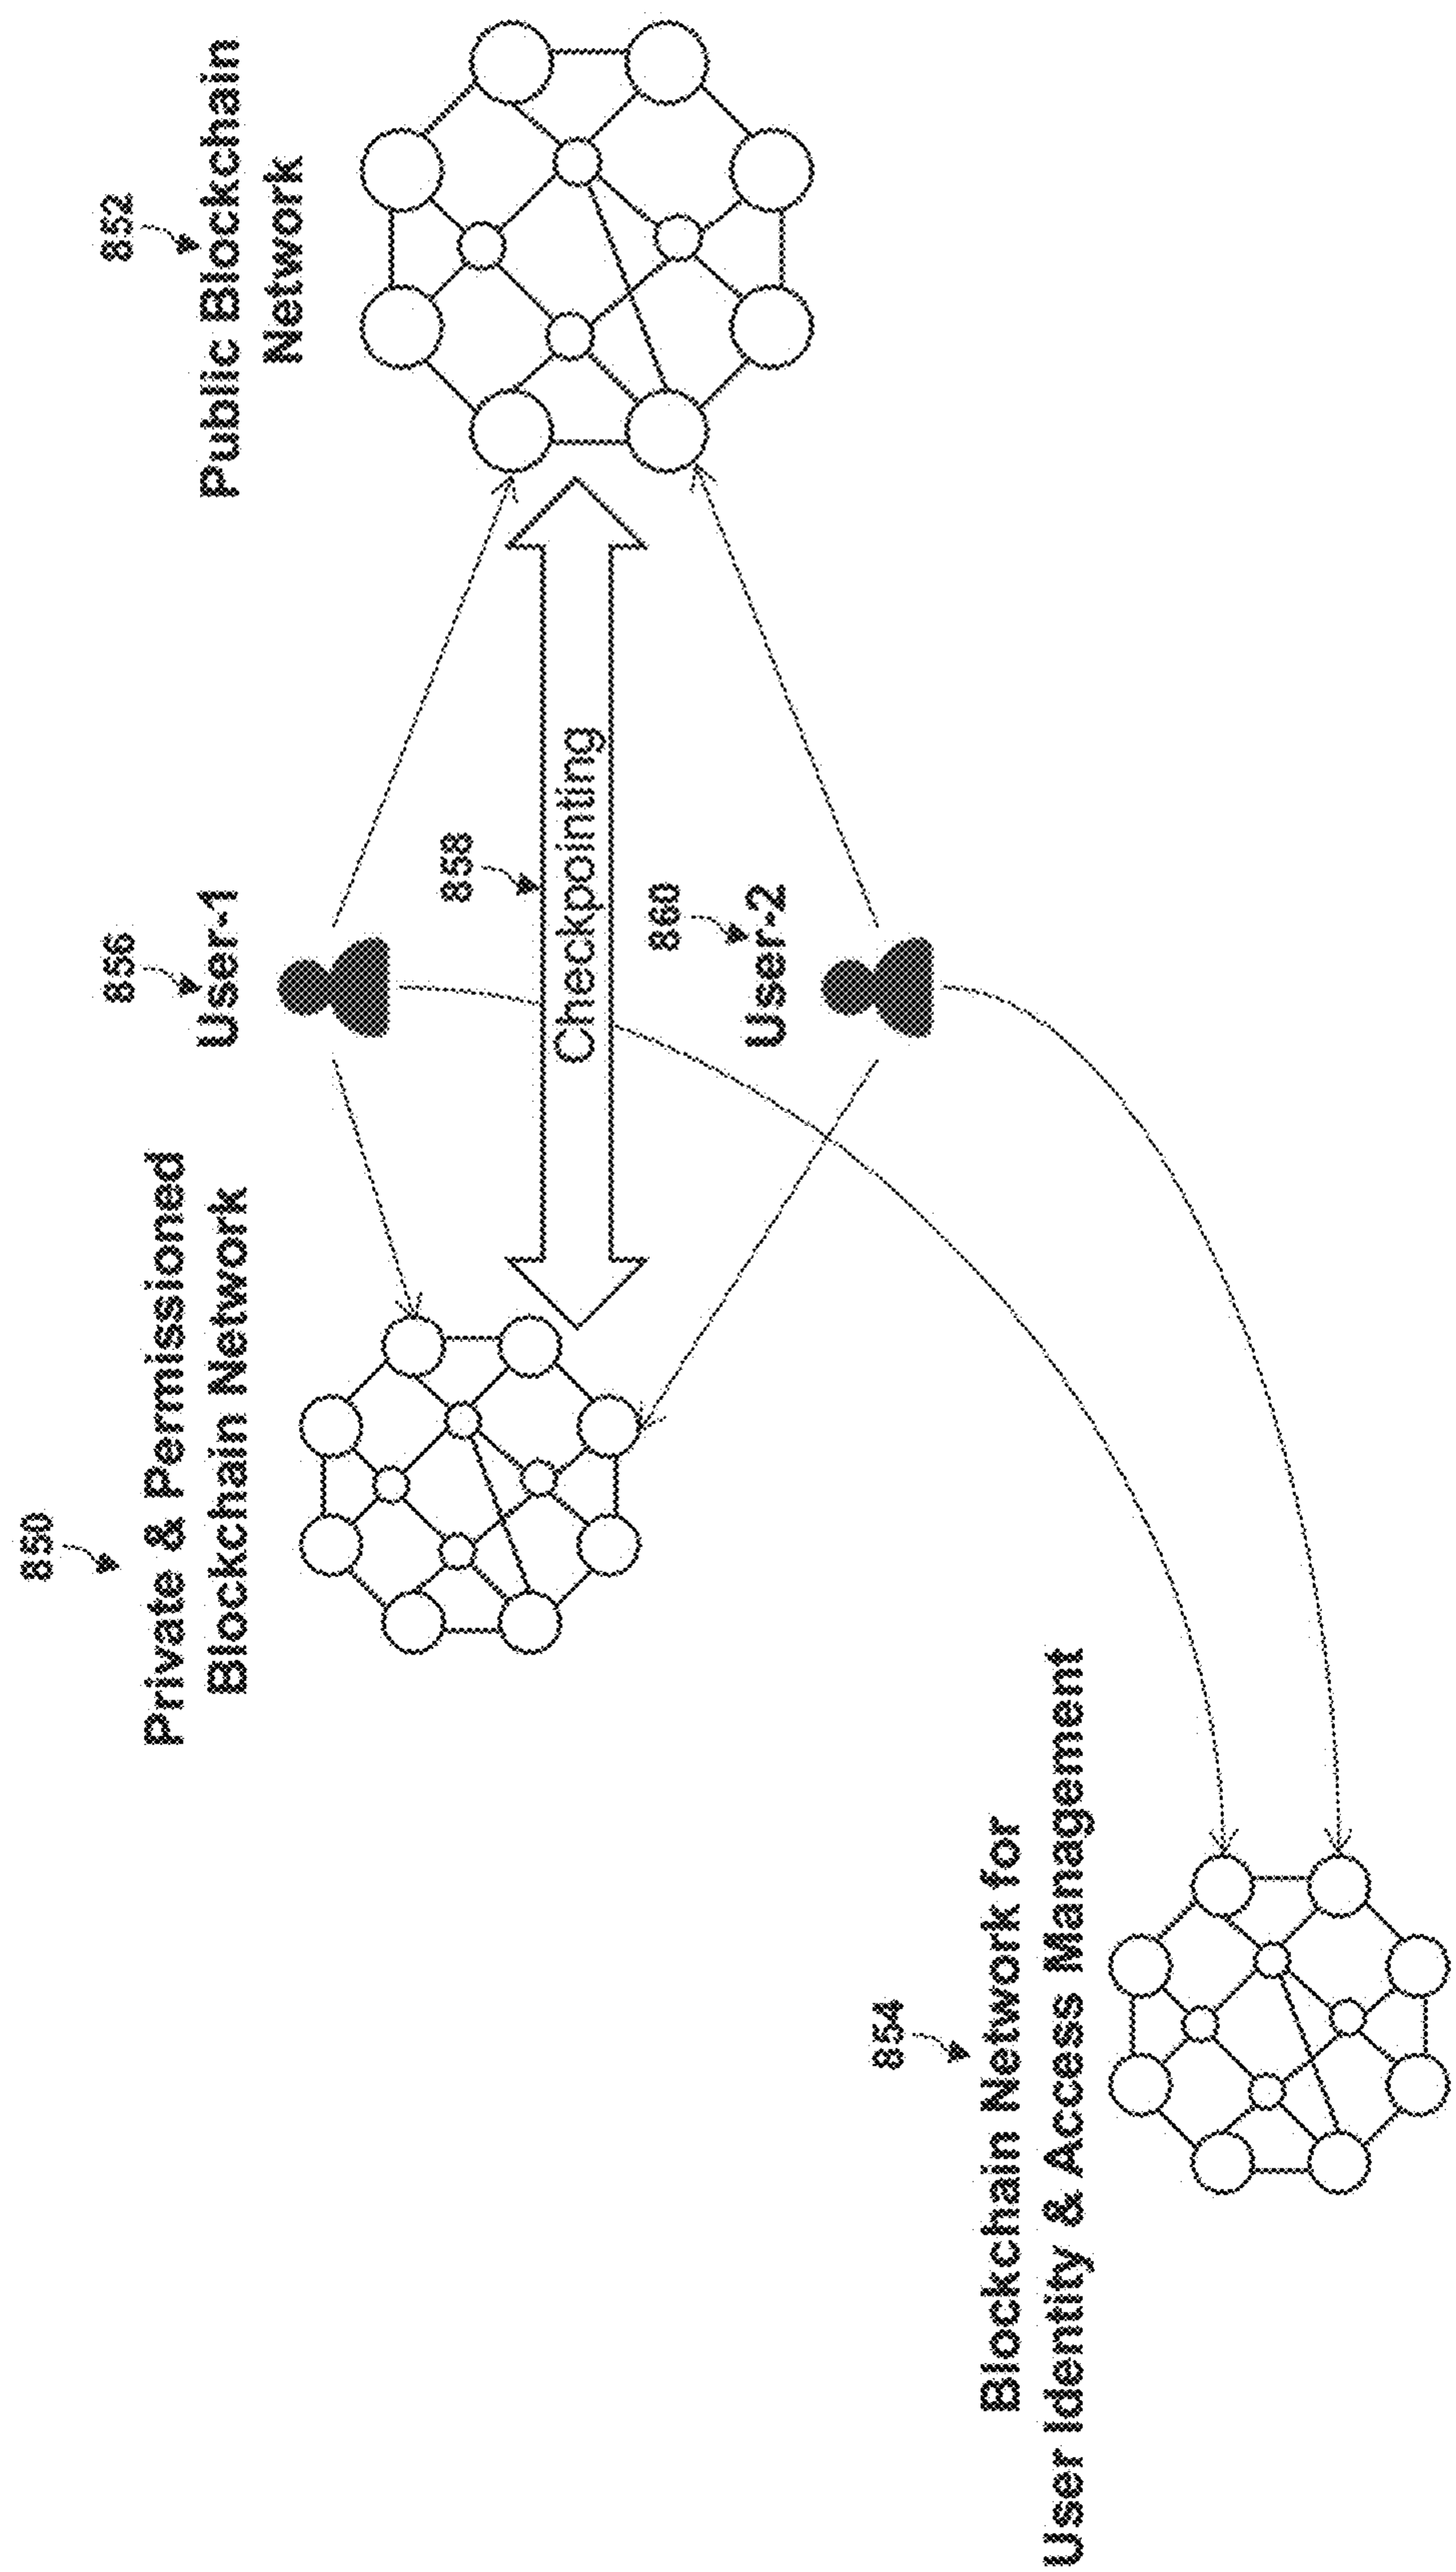 850
Private & Permissioned
Blockchain Network
856
User-1
852
Public Blockchain
Network
858
Checkpointing
860
User-2
854
Blockchain Network for
User Identity & Access Management